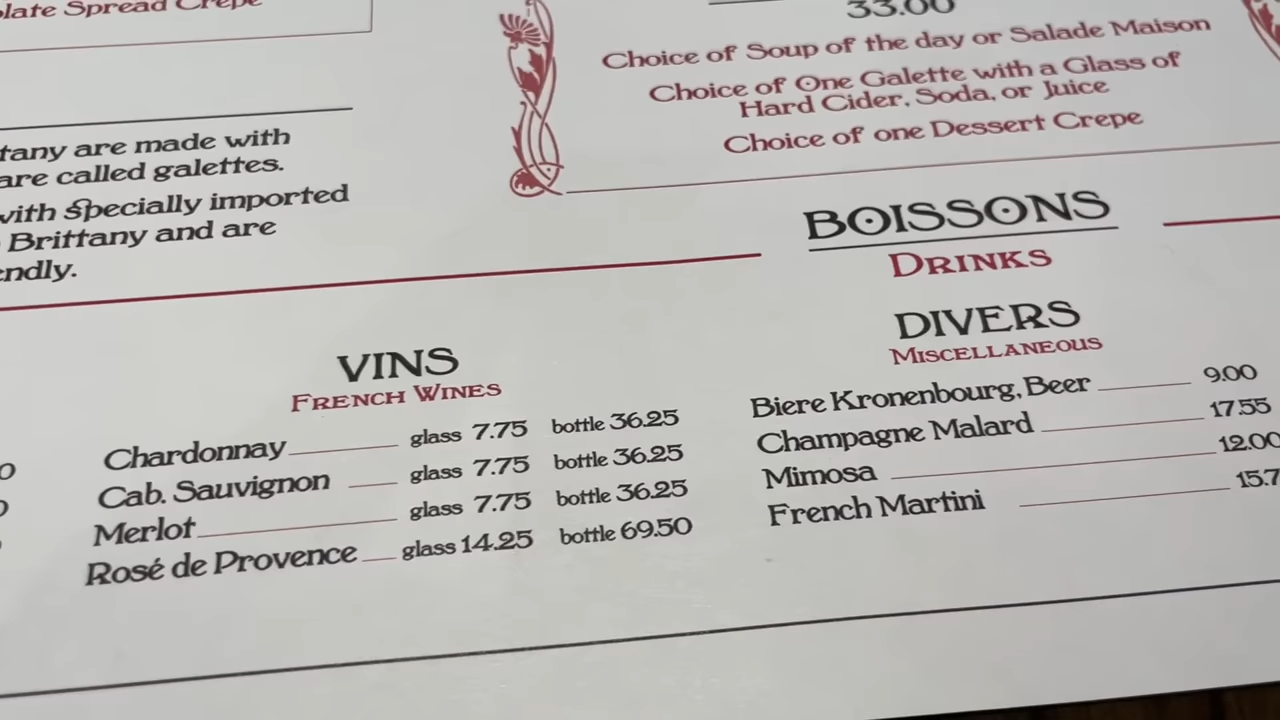 Spread Crepe
tany are made with
are called galettes.
with specially imported
Brittany and are
endly.
33.00
Choice of Soup of the day or Salade Maison
Choice of One Galette with a Glass of
Hard Cider, Soda, or Juice
Choice of one Dessert Crepe
BOISSONS
DRINKS
VINS
FRENCH WINES
Chardonnay glass 7.75 bottle 36.25
Cab. Sauvignon glass 7.75 bottle 36.25
Merlot glass 7.75 bottle 36.25
Rosé de Provence glass 14.25 bottle 69.50
DIVERS
MISCELLANEOUS
Biere Kronenbourg, Beer 9.00
Champagne Malard 17.55
Mimosa 12.00
French Martini 15.7